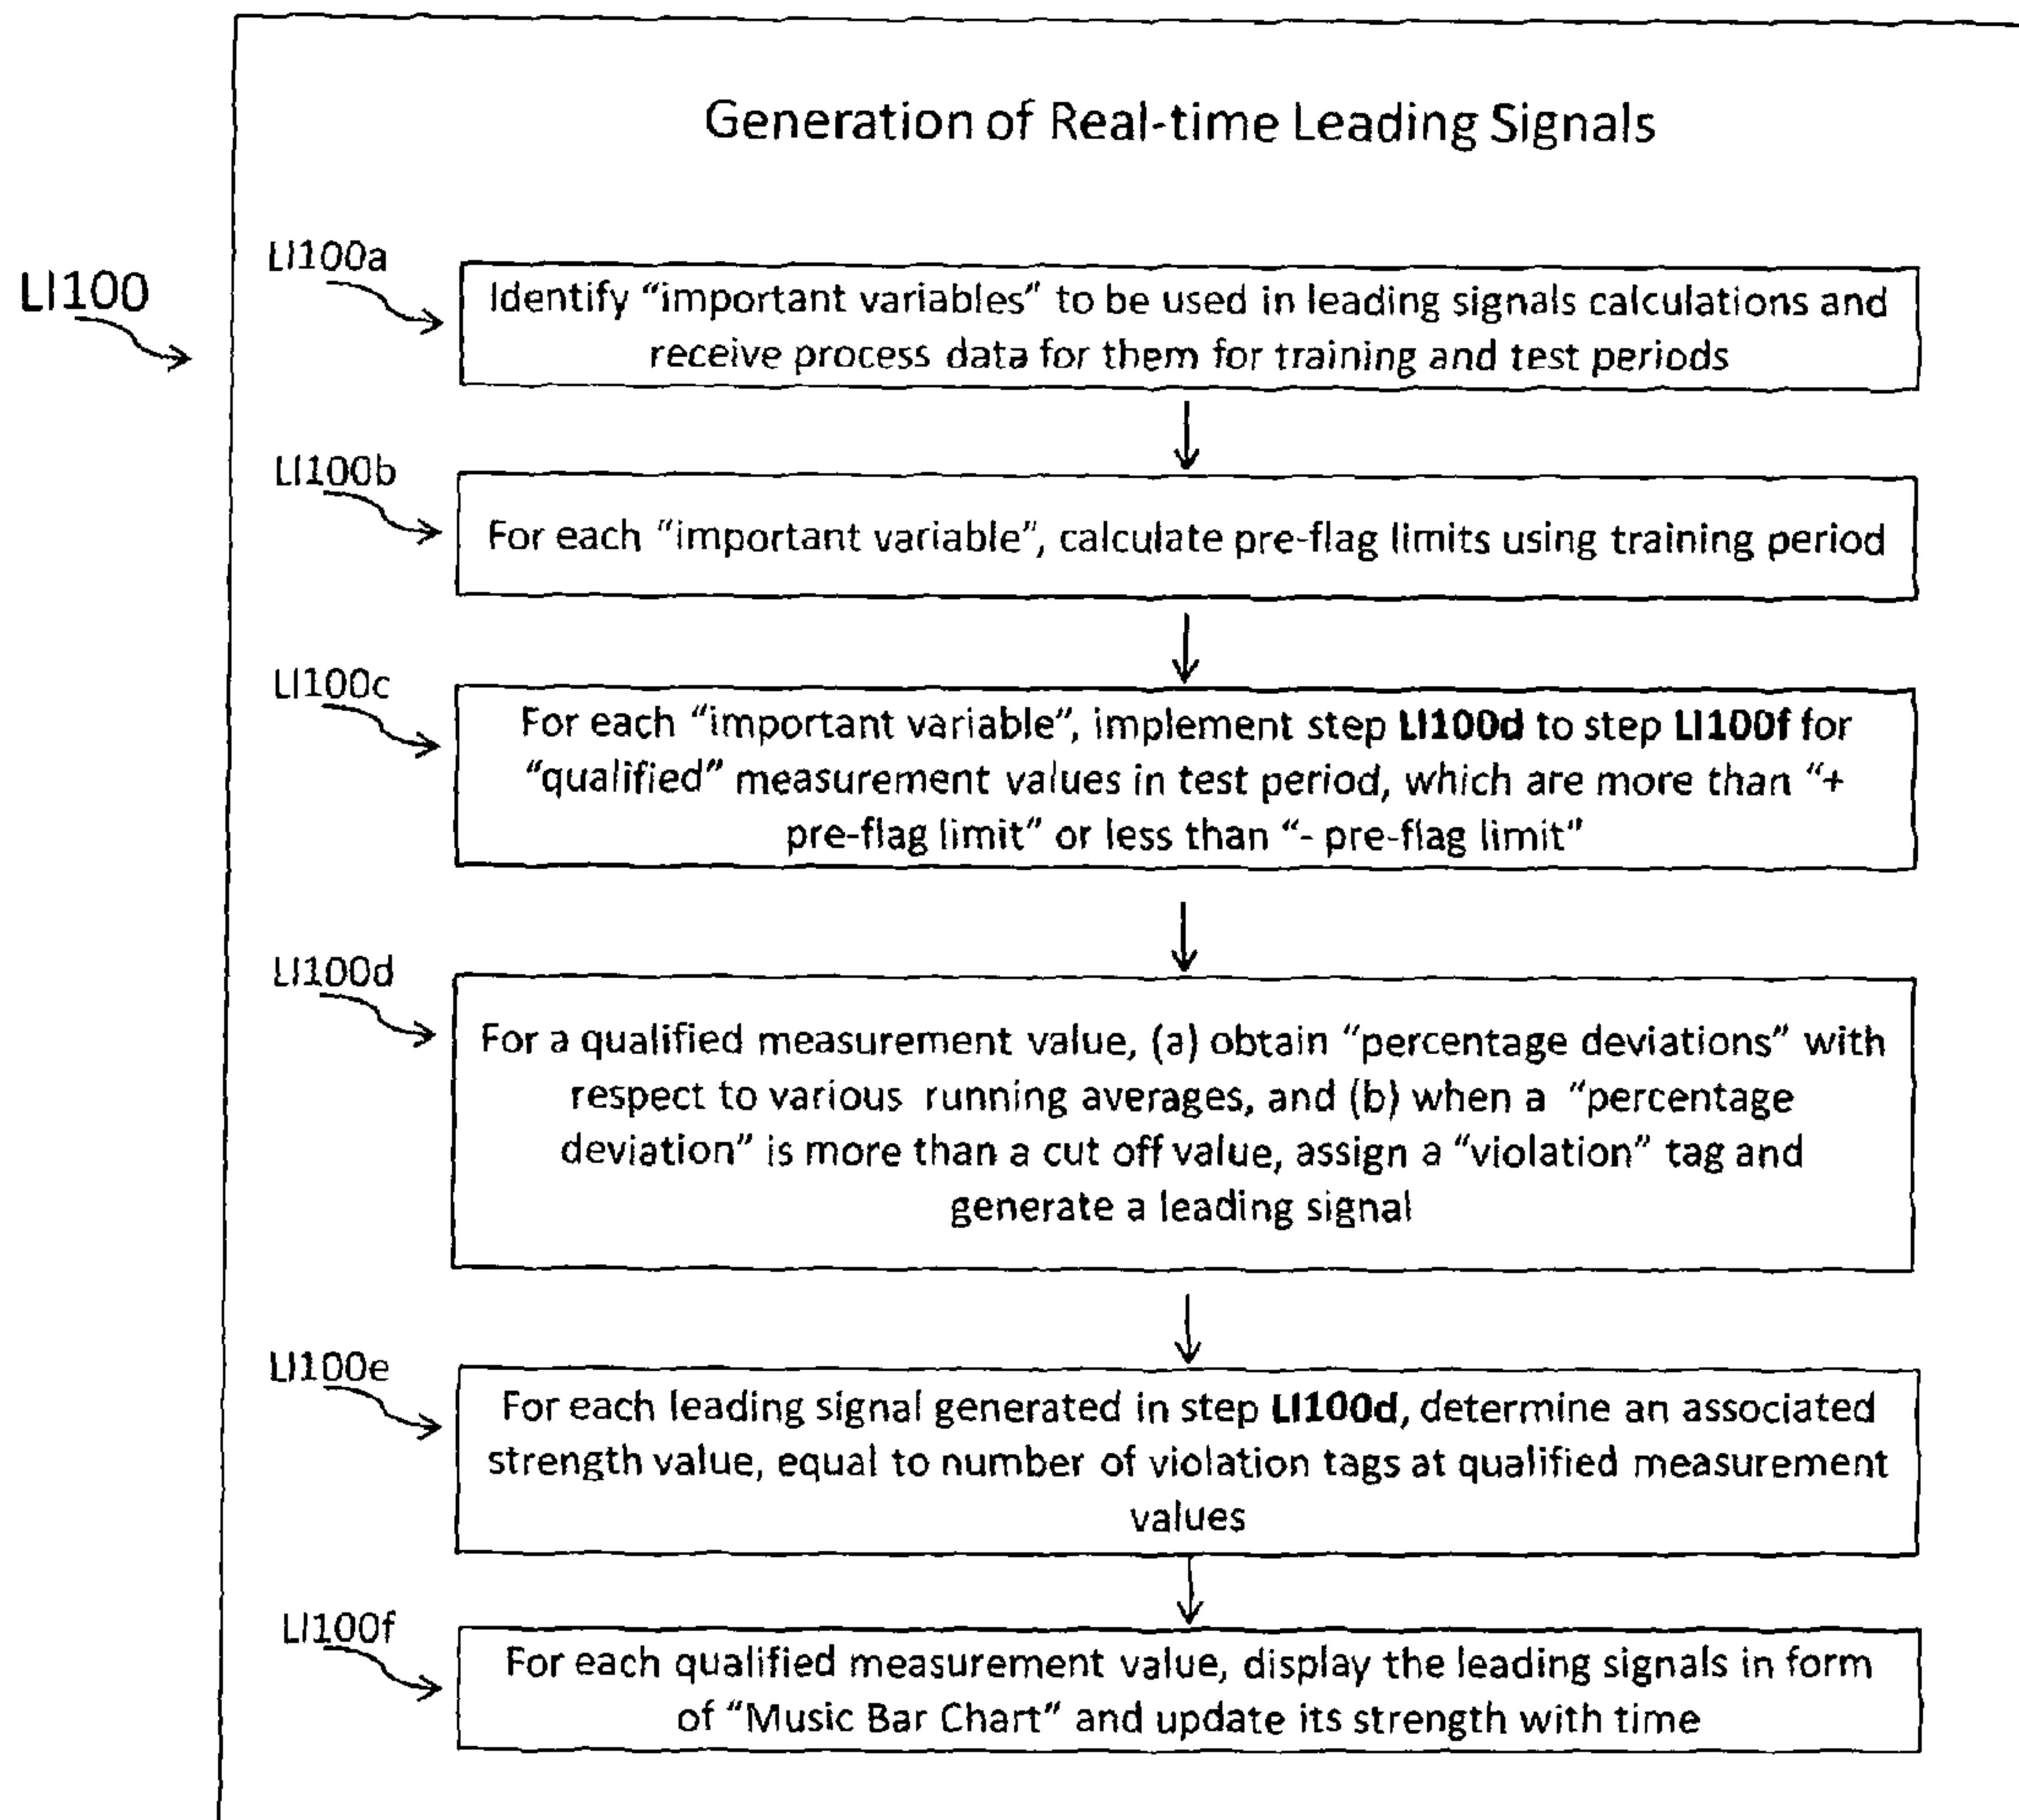 Generation of Real-time Leading Signals
LI100
LI100a
Identify “important variables” to be used in leading signals calculations and
receive process data for them for training and test periods
LI100b
For each “important variable”, calculate pre-flag limits using training period
LI100c
For each “important variable”, implement step LI100d to step LI100f for
“qualified” measurement values in test period, which are more than “+
pre-flag limit” or less than “- pre-flag limit”
LI100d
For a qualified measurement value, (a) obtain “percentage deviations” with
respect to various running averages, and (b) when a “percentage
deviation” is more than a cut off value, assign a “violation” tag and
generate a leading signal
LI100e
For each leading signal generated in step LI100d, determine an associated
strength value, equal to number of violation tags at qualified measurement
values
LI100f
For each qualified measurement value, display the leading signals in form
of “Music Bar Chart” and update its strength with time